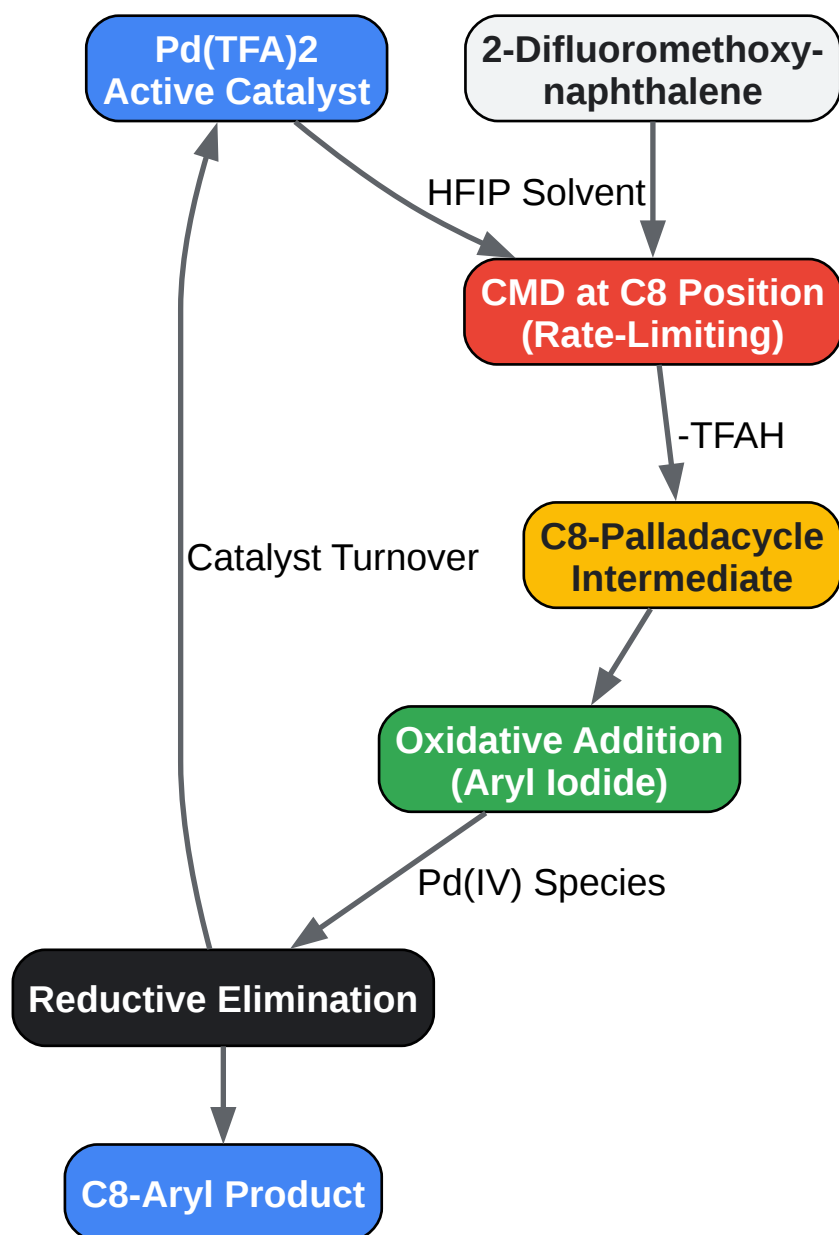 Pd(TFA)2
Active Catalyst
2-Difluoromethoxy-
naphthalene
HFIP Solvent
CMD at C8 Position
(Rate-Limiting)
-TFAH
C8-Palladacycle
Intermediate
Catalyst Turnover
Oxidative Addition
(Aryl Iodide)
Pd(IV) Species
Reductive Elimination
C8-Aryl Product